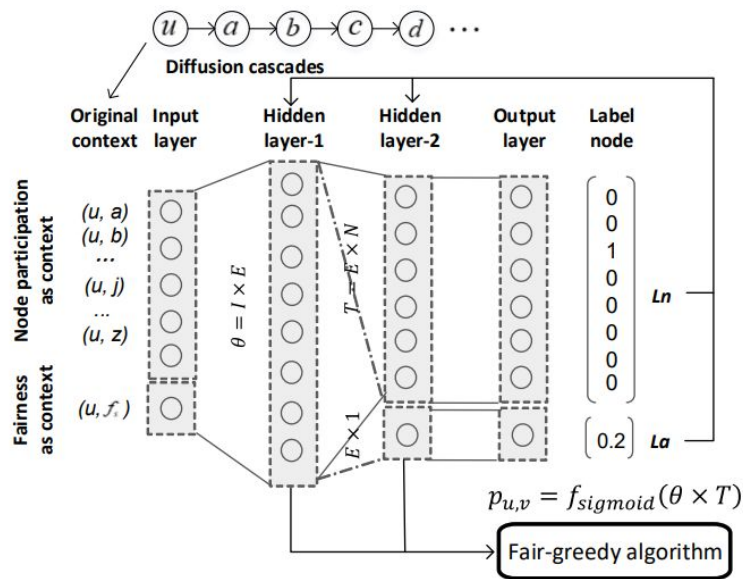 u a b c d ...
Diffusion cascades
Original context
Input layer
Hidden layer-1
Hidden layer-2
Output layer
Label node
Node participation as context
(u, a)
(u, b)
...
(u, j)
...
(u, z)
Fairness as context
(u, fₛ)
θ = I × E
T = E × N
E × 1
0
0
1
0
0
0
0
0
Ln
0.2
La
p_{u,v} = f_{sigmoid}(θ × T)
Fair-greedy algorithm